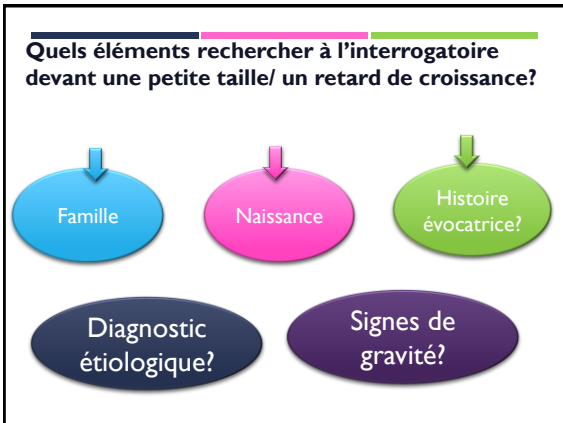 Quels éléments rechercher à l'interrogatoire
devant une petite taille/ un retard de croissance?
Famille
Naissance
Histoire
évocatrice?
Diagnostic
étiologique?
Signes de
gravité?